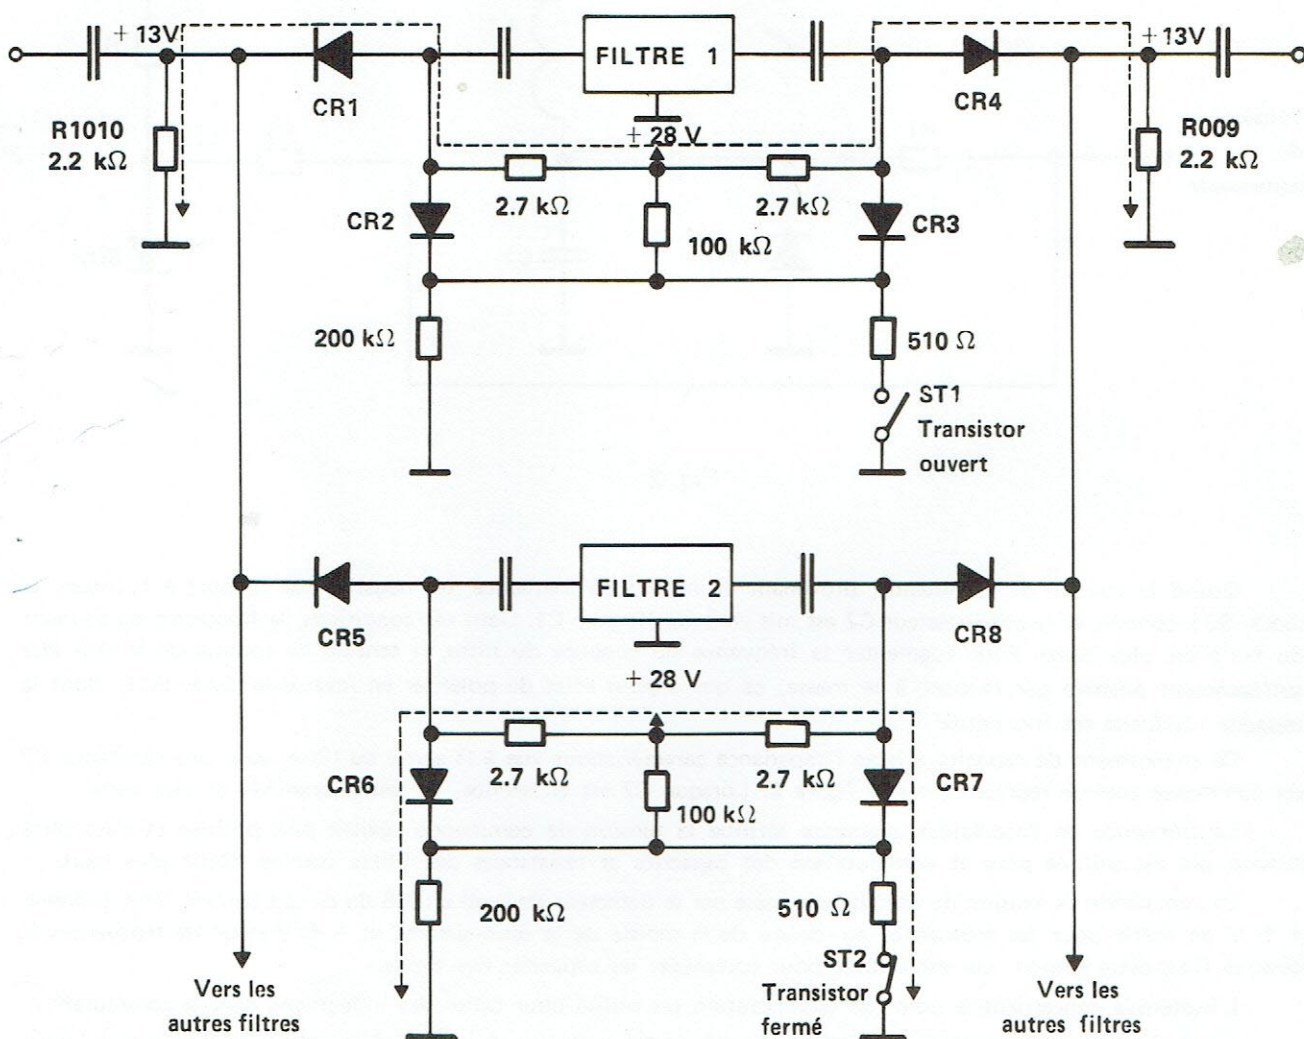 + 13V
FILTRE 1
+13V
CR1
CR4
R1010
2.2 kΩ
+ 28 V
R009
2.2 kΩ
CR2
2.7 kΩ
2.7 kΩ
CR3
100 kΩ
200 kΩ
510 Ω
ST1
Transistor
ouvert
FILTRE 2
CR5
CR8
+ 28 V
CR6
2.7 kΩ
2.7 kΩ
CR7
100 kΩ
200 kΩ
510 Ω
ST2
Transistor
fermé
Vers les
autres filtres
Vers les
autres filtres